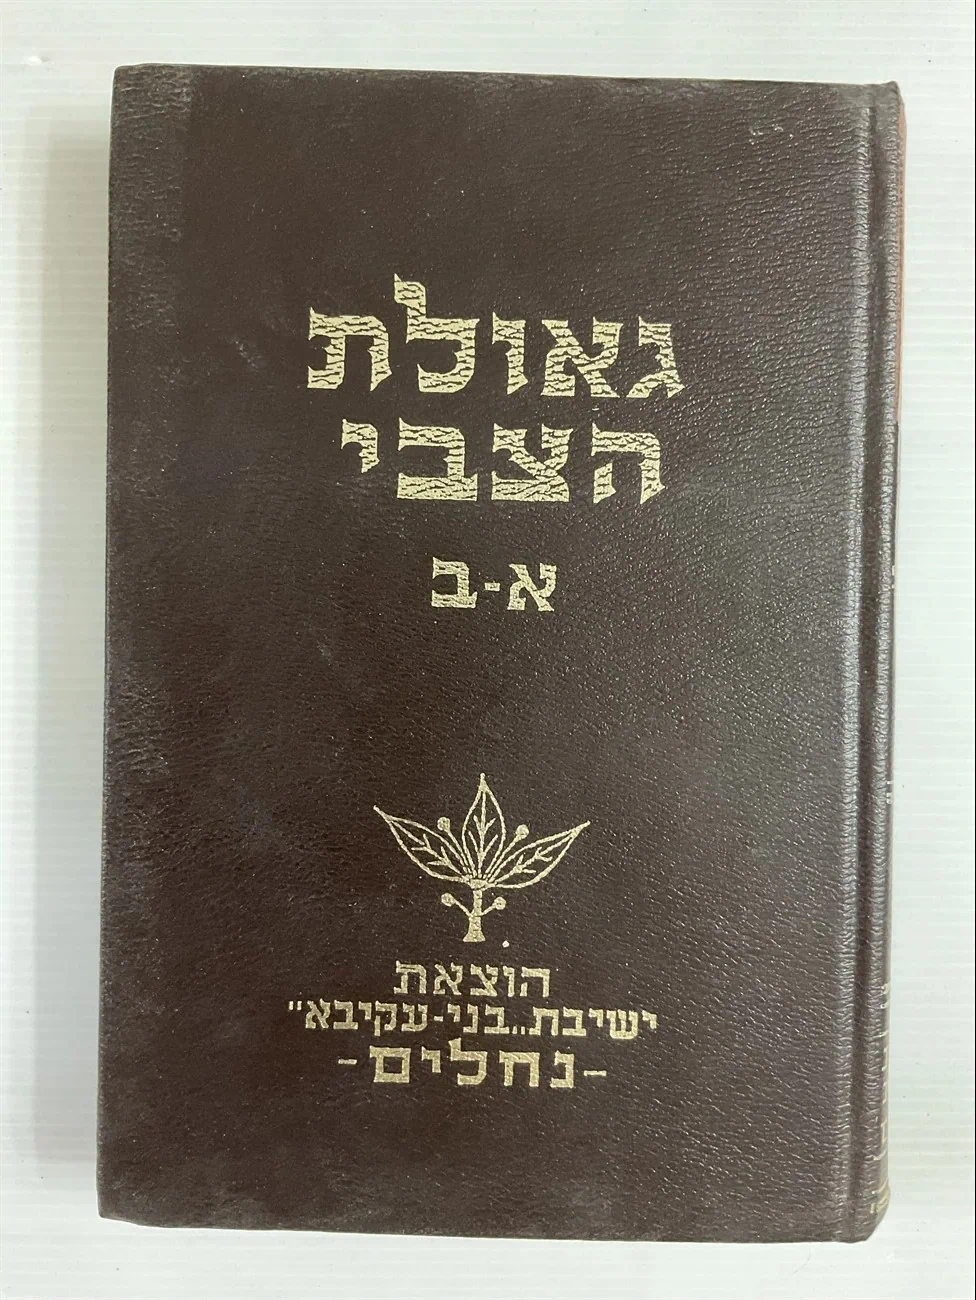 גאולת
הצבי
א-ב
הוצאת
ישיבת „בני-עקיבא"
-נחלים-